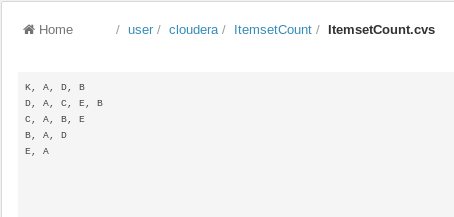 Home / user / cloudera / ItemsetCount / ItemsetCount.cvs
K, A, D, B
D, A, C, E, B
C, A, B, E
B, A, D
E, A